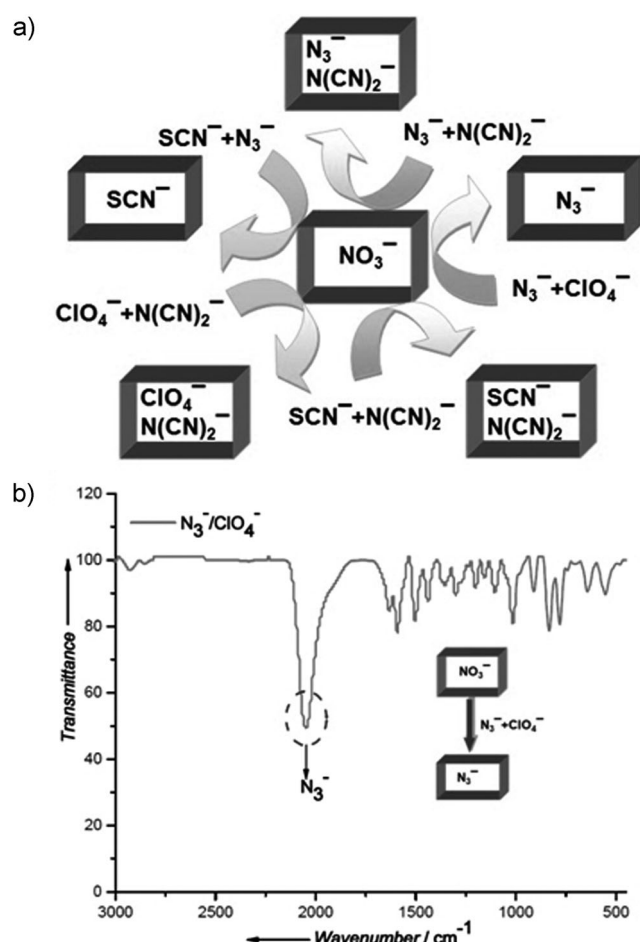 a)
N₃⁻
N(CN)₂⁻
SCN⁻+N₃⁻
N₃⁻+N(CN)₂⁻
SCN⁻
NO₃⁻
N₃⁻
ClO₄⁻+N(CN)₂⁻
N₃⁻+ClO₄⁻
ClO₄⁻
N(CN)₂⁻
SCN⁻+N(CN)₂⁻
SCN⁻
N(CN)₂⁻
b)
120
100
80
60
40
20
0
Transmittance
N₃⁻/ClO₄⁻
N₃⁻
NO₃⁻
N₃⁻+ClO₄⁻
N₃⁻
3000 2500 2000 1500 1000 500
Wavenumber / cm⁻¹